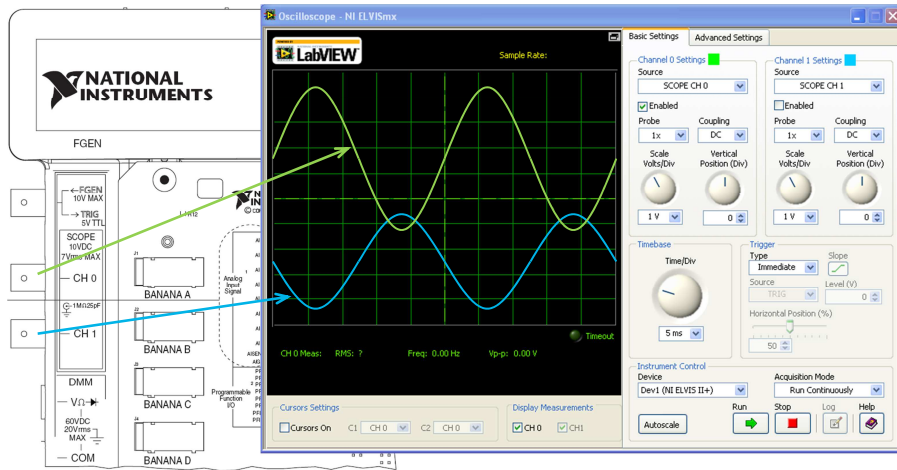 NATIONAL
INSTRUMENTS
FGEN
←FGEN
10V MAX
→TRIG
5V TTL
SCOPE
10VDC
7Vrms MAX
CH 0
1MΩ25pF
CH 1
DMM
VΩ
60VDC
20Vrms
MAX
COM
J1
BANANA A
BANANA B
BANANA C
BANANA D
Analog
Input
Signal
Programmable
Function
I/O
Oscilloscope - NI ELVISmx
LabVIEW
Sample Rate:
Timeout
CH 0 Meas: RMS: ? Freq: 0.00 Hz Vp-p: 0.00 V
Cursors Settings
Cursors On C1 CH 0 C2 CH 0
Display Measurements
CH 0 CH1
Basic Settings Advanced Settings
Channel 0 Settings
Source
SCOPE CH 0
Enabled
Probe Coupling
1x DC
Scale Vertical
Volts/Div Position (Div)
1 V 0
Channel 1 Settings
Source
SCOPE CH 1
Enabled
Probe Coupling
1x DC
Scale Vertical
Volts/Div Position (Div)
1 V 0
Timebase
Time/Div
5 ms
Trigger
Type Slope
Immediate
Source Level (V)
TRIG 0
Horizontal Position (%)
50
Instrument Control
Device Acquisition Mode
Dev1 (NI ELVIS II+) Run Continuously
Run Stop Log Help
Autoscale